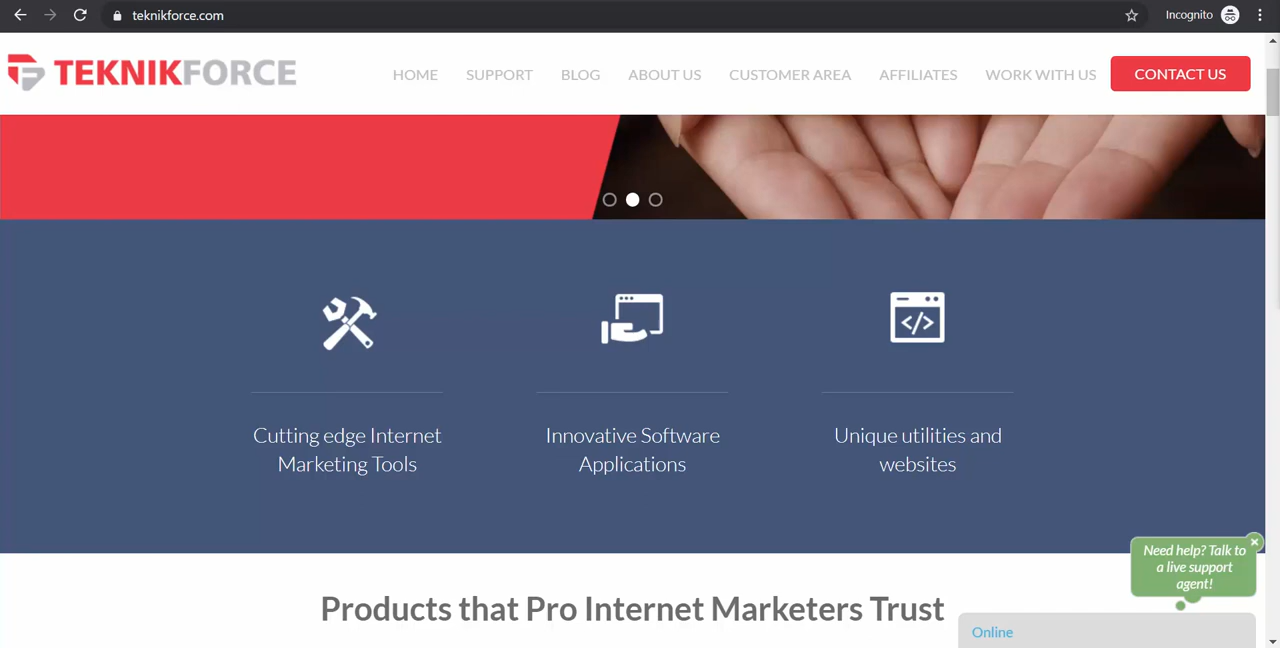 teknikforce.com
Incognito
TEKNIKFORCE
HOME SUPPORT BLOG ABOUT US CUSTOMER AREA AFFILIATES WORK WITH US CONTACT US
</>
Cutting edge Internet
Marketing Tools
Innovative Software
Applications
Unique utilities and
websites
Need help? Talk to
a live support
agent!
Products that Pro Internet Marketers Trust
Online